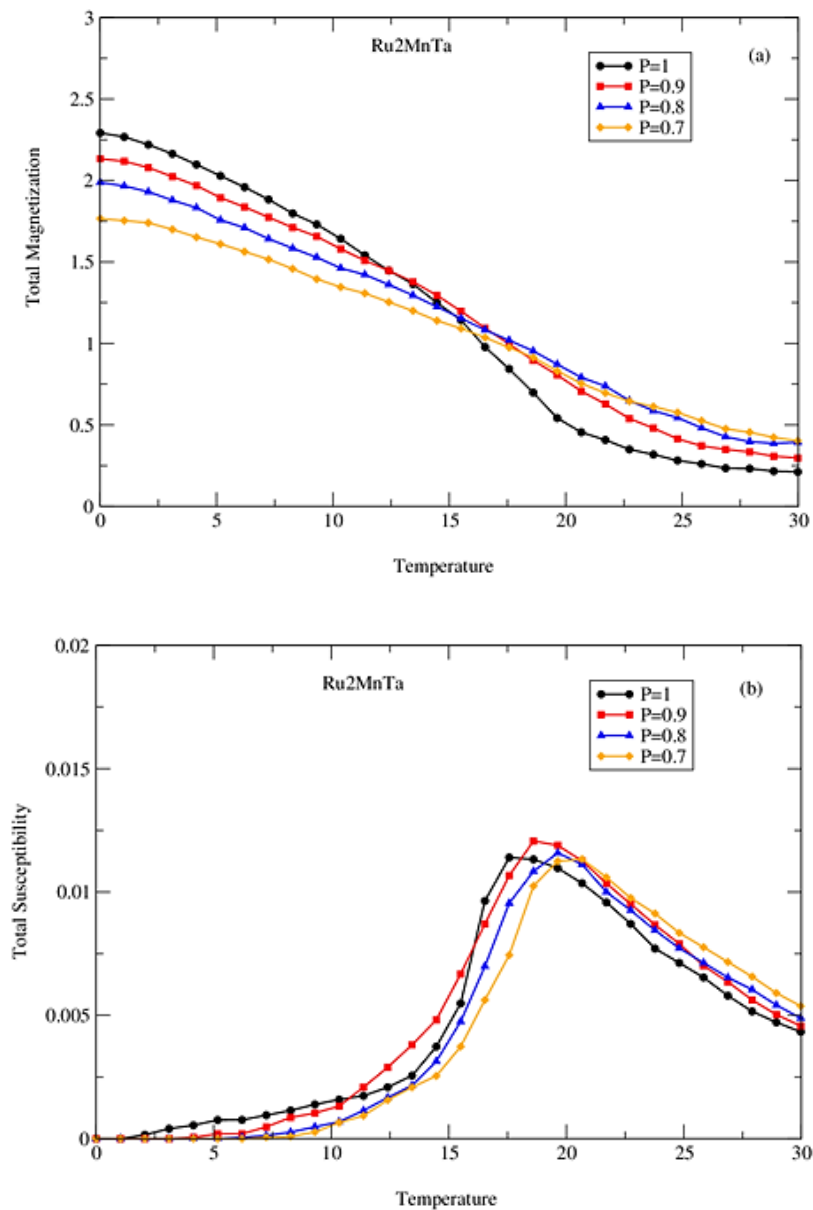 Ru2MnTa
(a)
P=1
P=0.9
P=0.8
P=0.7
Total Magnetization
3
2.5
2
1.5
1
0.5
0
0 5 10 15 20 25 30
Temperature
Ru2MnTa
(b)
P=1
P=0.9
P=0.8
P=0.7
Total Susceptibility
0.02
0.015
0.01
0.005
0
0 5 10 15 20 25 30
Temperature